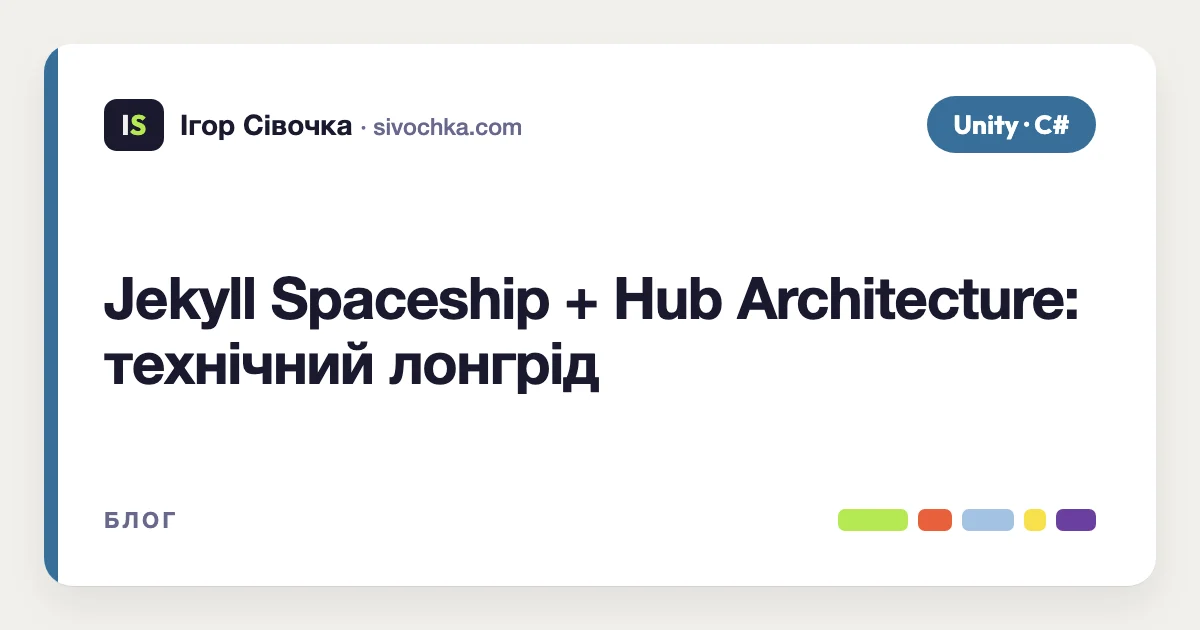 IS Ігор Сівочка · sivochka.com
Unity · C#
Jekyll Spaceship + Hub Architecture:
технічний лонгрід
БЛОГ